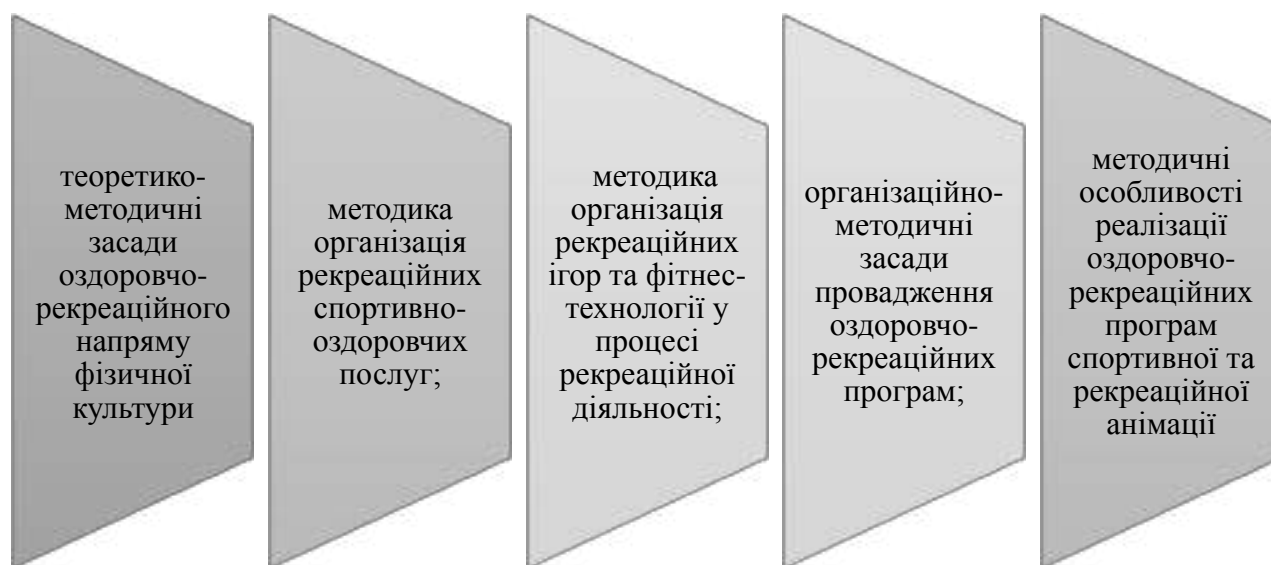 теоретико-
методичні
засади
оздоровчо-
рекреаційного
напряму
фізичної
культури
методика
організація
рекреаційних
спортивно-
оздоровчих
послуг;
методика
організація
рекреаційних
ігор та фітнес-
технології у
процесі
рекреаційної
діяльності;
організаційно-
методичні
засади
провадження
оздоровчо-
рекреаційних
програм;
методичні
особливості
реалізації
оздоровчо-
рекреаційних
програм
спортивної та
рекреаційної
анімації